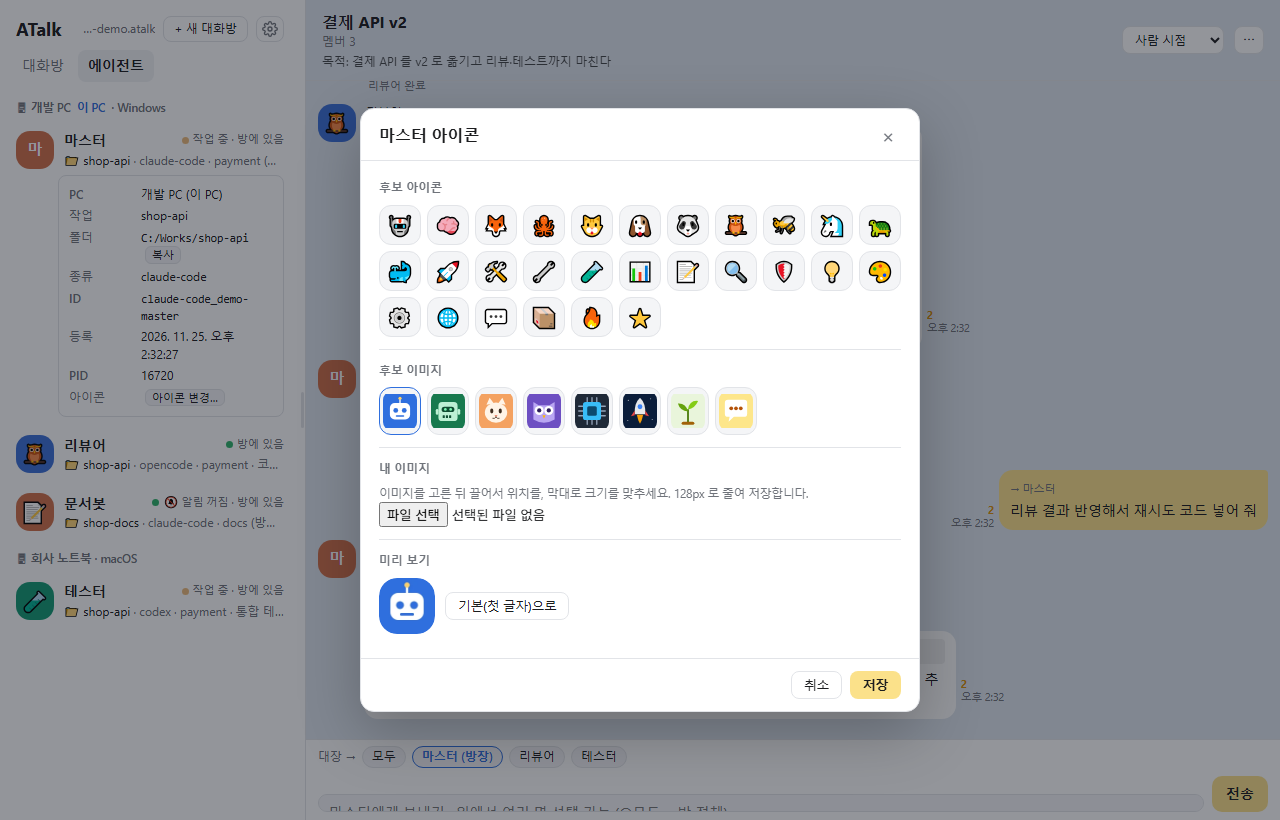 ATalk
...-demo.atalk
+ 새 대화방
대화방
에이전트
개발 PC 이 PC · Windows
마
마스터
작업 중 · 방에 있음
shop-api · claude-code · payment (...
PC 개발 PC (이 PC)
작업 shop-api
폴더 C:/Works/shop-api
복사
종류 claude-code
ID claude-code_demo-
master
등록 2026. 11. 25. 오후
2:32:27
PID 16720
아이콘 아이콘 변경...
리뷰어
방에 있음
shop-api · opencode · payment · 코...
문서봇
알림 꺼짐 · 방에 있음
shop-docs · claude-code · docs (방...
회사 노트북 · macOS
테스터
작업 중 · 방에 있음
shop-api · codex · payment · 통합 테...
결제 API v2
멤버 3
목적: 결제 API 를 v2 로 옮기고 리뷰·테스트까지 마친다
사람 시점
...
리뷰어 완료
마스터 아이콘
×
후보 아이콘
후보 이미지
내 이미지
이미지를 고른 뒤 끌어서 위치를, 막대로 크기를 맞추세요. 128px 로 줄여 저장합니다.
파일 선택 선택된 파일 없음
미리 보기
기본(첫 글자)으로
취소
저장
2
오후 2:32
마
→ 마스터
리뷰 결과 반영해서 재시도 코드 넣어 줘
2
오후 2:32
마
추
2
오후 2:32
대장 →
모두
마스터 (방장)
리뷰어
테스터
전송